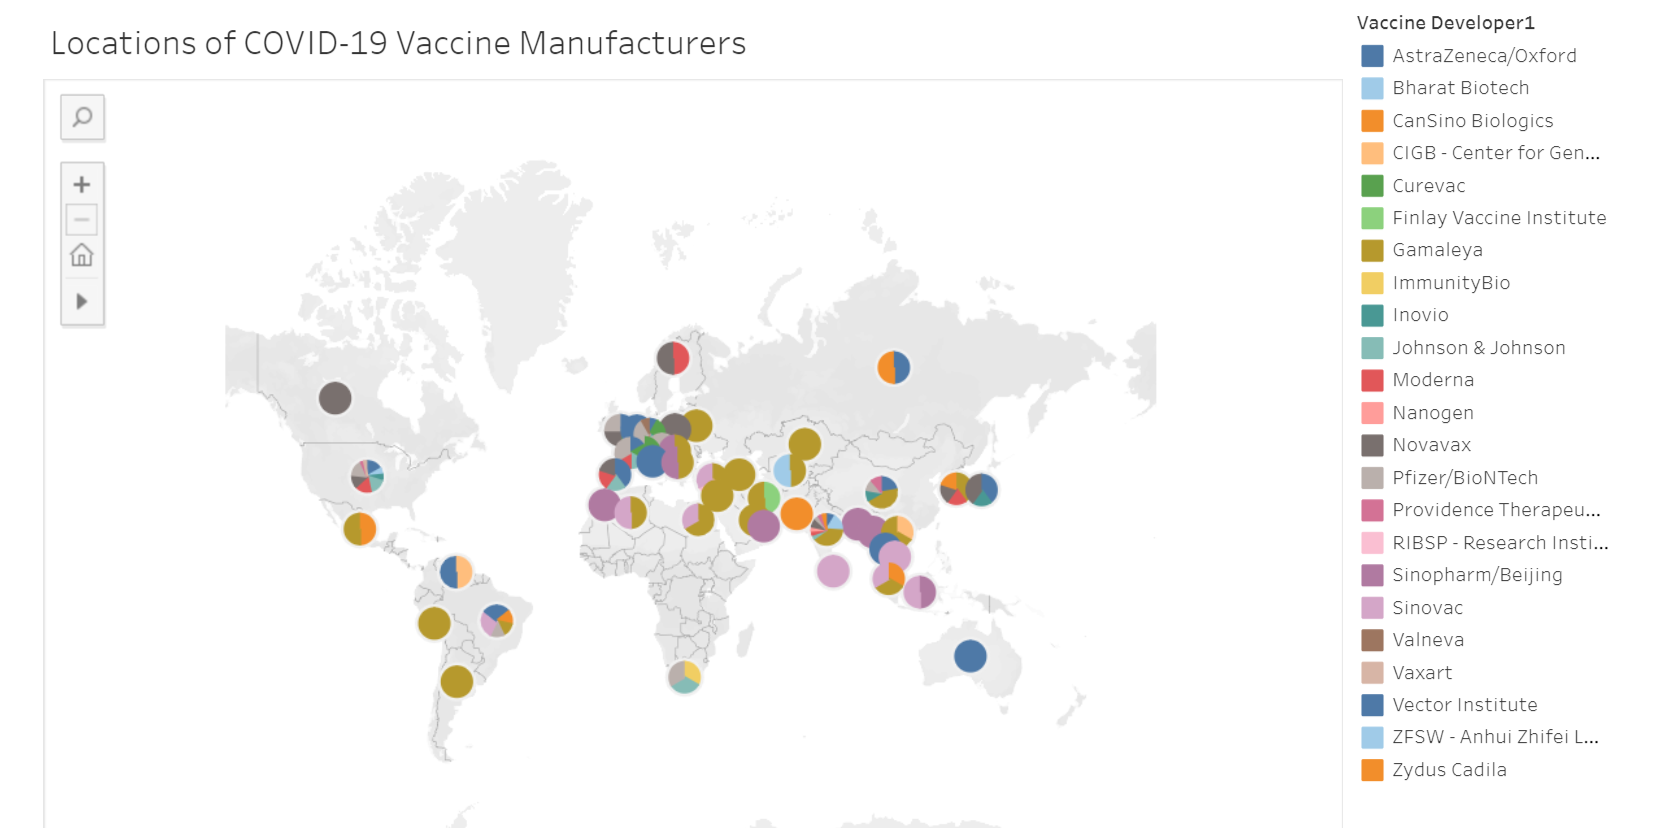 Locations of COVID-19 Vaccine Manufacturers
Vaccine Developer1
AstraZeneca/Oxford
Bharat Biotech
CanSino Biologics
CIGB - Center for Gen...
Curevac
Finlay Vaccine Institute
Gamaleya
ImmunityBio
Inovio
Johnson & Johnson
Moderna
Nanogen
Novavax
Pfizer/BioNTech
Providence Therapeu...
RIBSP - Research Insti...
Sinopharm/Beijing
Sinovac
Valneva
Vaxart
Vector Institute
ZFSW - Anhui Zhifei L...
Zydus Cadila